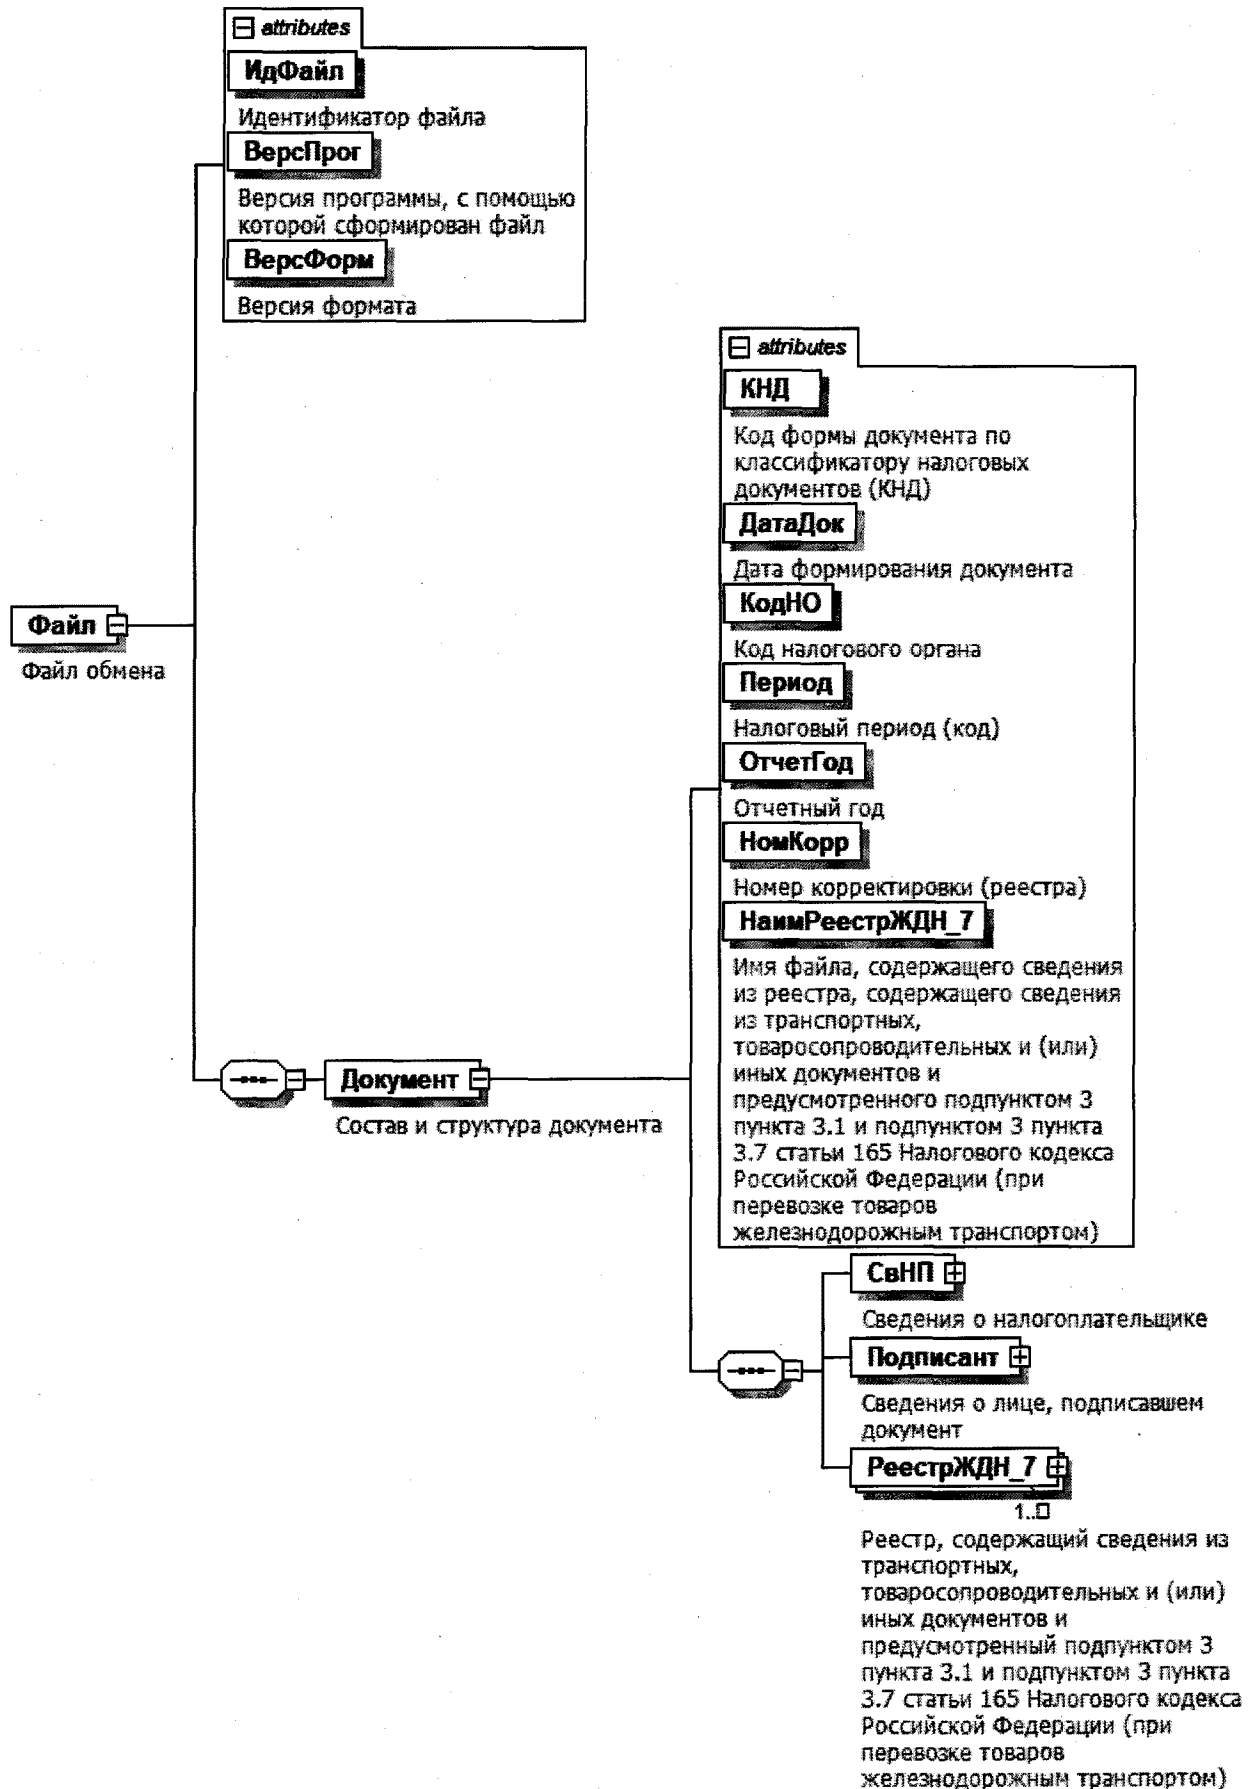 attributes
ИдФайл
Идентификатор файла
ВерсПрог
Версия программы, с помощью
которой сформирован файл
ВерсФорм
Версия формата
attributes
КНД
Код формы документа по
классификатору налоговых
документов (КНД)
ДатаДок
Дата формирования документа
КодНО
Код налогового органа
Период
Налоговый период (код)
ОтчетГод
Отчетный год
НомКорр
Номер корректировки (реестра)
НаимРеестрЖДН_7
Имя файла, содержащего сведения
из реестра, содержащего сведения
из транспортных,
товаросопроводительных и (или)
иных документов и
предусмотренного подпунктом 3
пункта 3.1 и подпунктом 3 пункта
3.7 статьи 165 Налогового кодекса
Российской Федерации (при
перевозке товаров
железнодорожным транспортом)
Файл
Файл обмена
Документ
Состав и структура документа
СвНП
Сведения о налогоплательщике
Подписант
Сведения о лице, подписавшем
документ
РеестрЖДН_7
1..□
Реестр, содержащий сведения из
транспортных,
товаросопроводительных и (или)
иных документов и
предусмотренный подпунктом 3
пункта 3.1 и подпунктом 3 пункта
3.7 статьи 165 Налогового кодекса
Российской Федерации (при
перевозке товаров
железнодорожным транспортом)